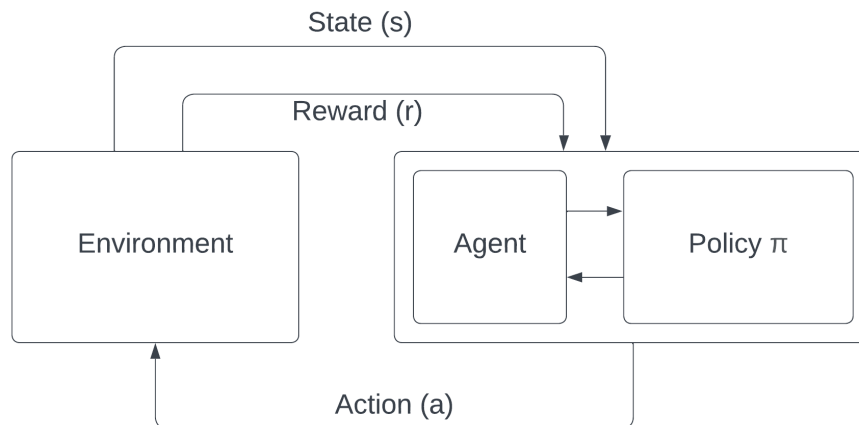 State (s)
Reward (r)
Environment
Agent
Policy π
Action (a)